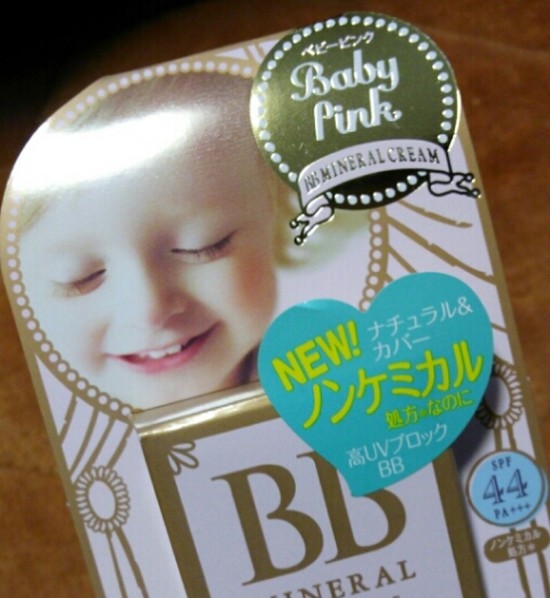 ベビーピンク
Baby
Pink
BB MINERAL CREAM
NEW!
ナチュラル&
カバー
ノンケミカル
処方※なのに
高UVブロック
BB
SPF
44
PA+++
ノンケミカル
処方※
BB
MINERAL